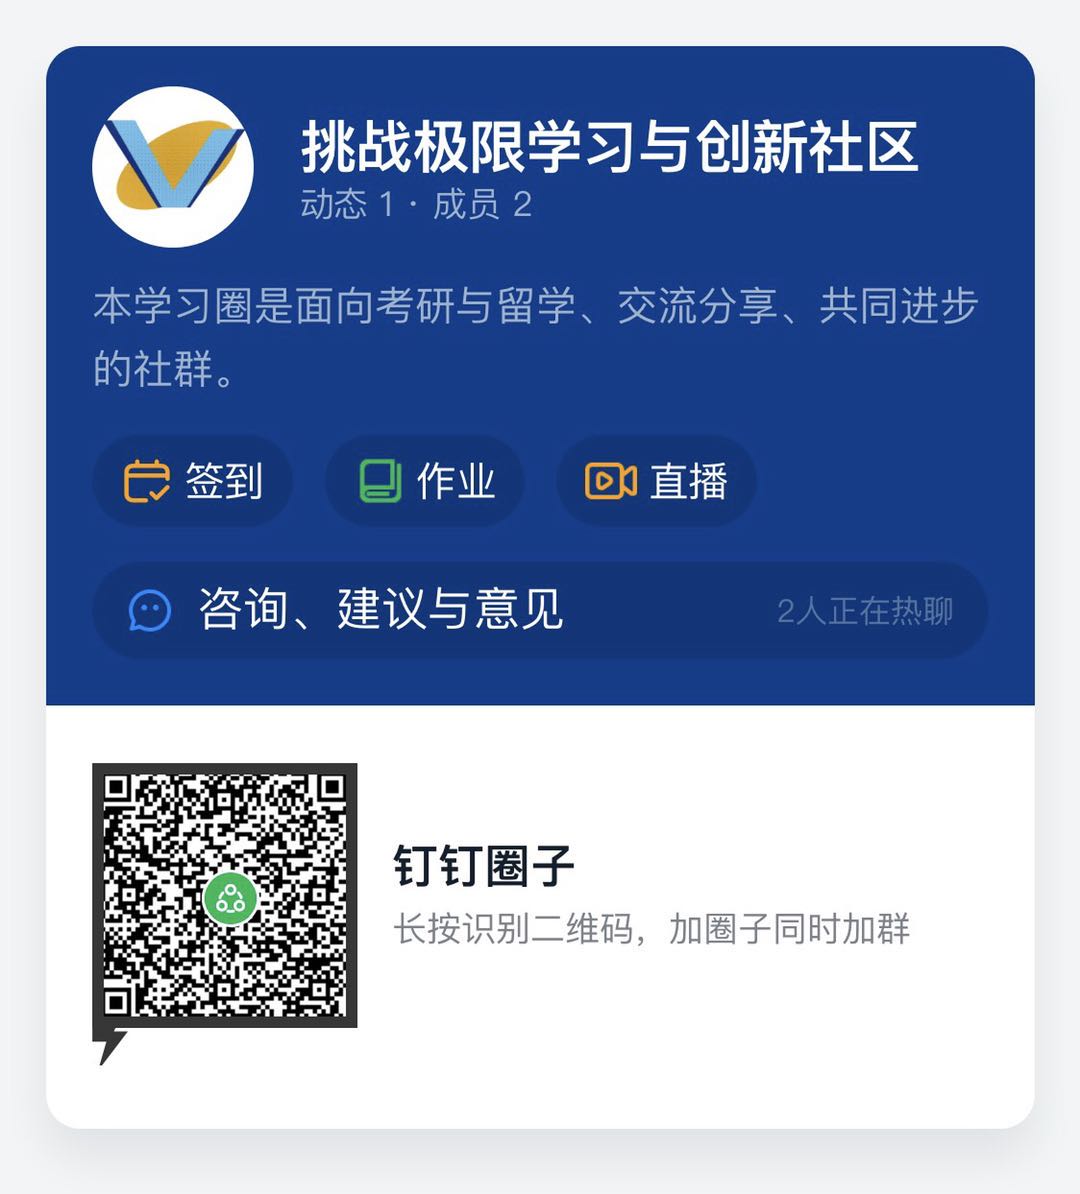 挑战极限学习与创新社区
动态 1 · 成员 2
本学习圈是面向考研与留学、交流分享、共同进步
的社群。
签到 作业 直播
咨询、建议与意见 2人正在热聊
钉钉圈子
长按识别二维码，加圈子同时加群